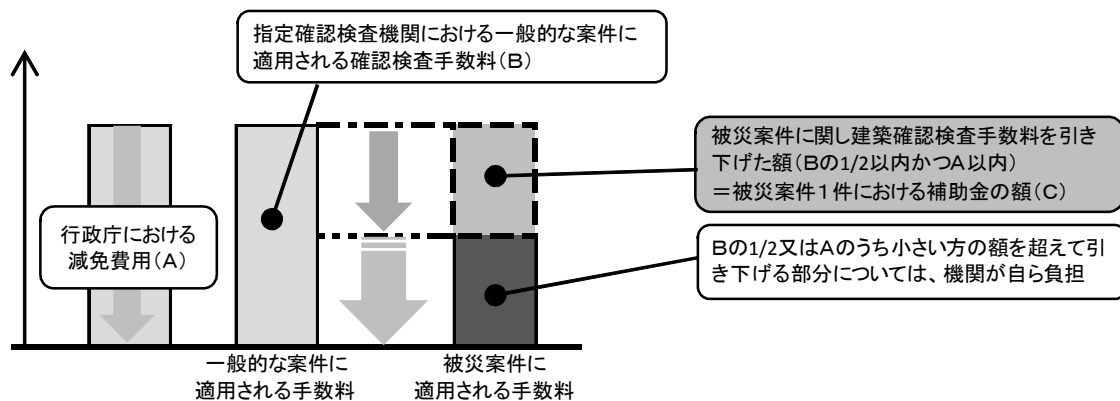 指定確認検査機関における一般的な案件に
適用される確認検査手数料(B)
被災案件に関し建築確認検査手数料を引き
下げた額(Bの1/2以内かつA以内)
=被災案件1件における補助金の額(C)
行政庁における
減免費用(A)
Bの1/2又はAのうち小さい方の額を超えて引
き下げる部分については、機関が自ら負担
一般的な案件に
適用される手数料
被災案件に
適用される手数料